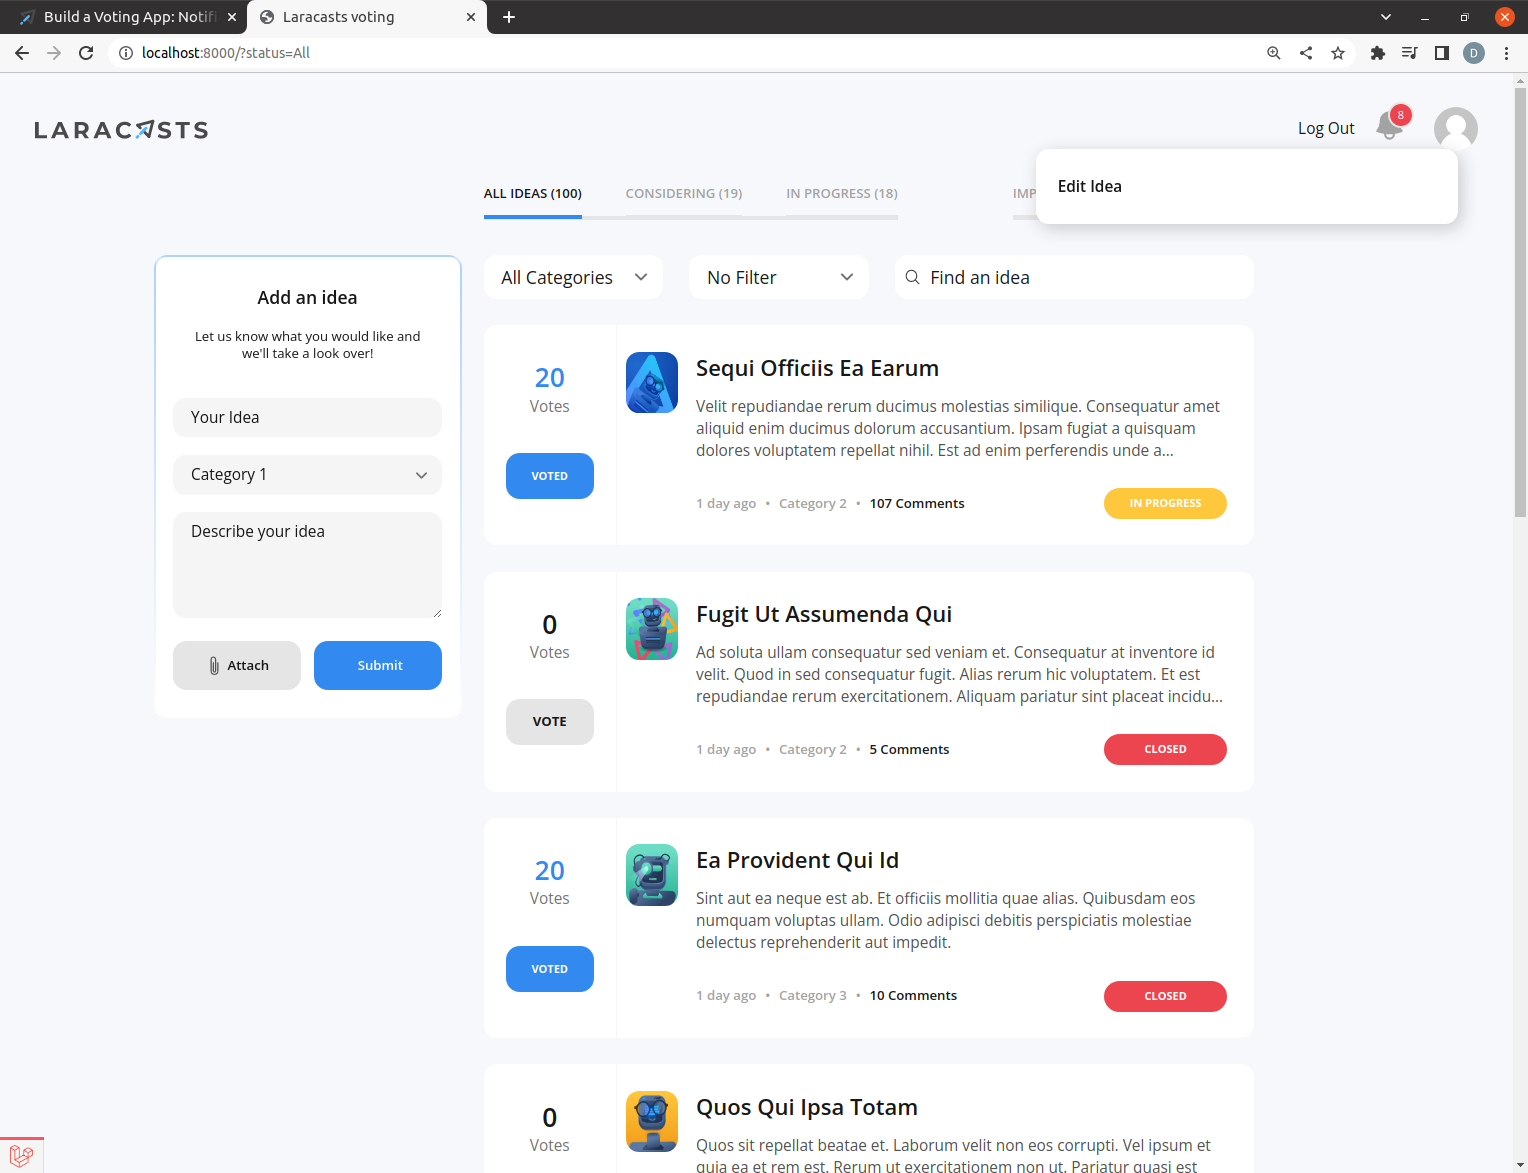 Build a Voting App: Notifi
Laracasts voting
localhost:8000/?status=All
D
LARACASTS
Log Out
8
ALL IDEAS (100)
CONSIDERING (19)
IN PROGRESS (18)
IMP
Edit Idea
Add an idea
Let us know what you would like and
we'll take a look over!
Your Idea
Category 1
Describe your idea
Attach
Submit
All Categories
No Filter
Find an idea
20
Votes
VOTED
Sequi Officiis Ea Earum
Velit repudiandae rerum ducimus molestias similique. Consequatur amet
aliquid enim ducimus dolorum accusantium. Ipsam fugiat a quisquam
dolores voluptatem repellat nihil. Est ad enim perferendis unde a...
1 day ago • Category 2 • 107 Comments
IN PROGRESS
0
Votes
VOTE
Fugit Ut Assumenda Qui
Ad soluta ullam consequatur sed veniam et. Consequatur at inventore id
velit. Quod in sed consequatur fugit. Alias rerum hic voluptatem. Et est
repudiandae rerum exercitationem. Aliquam pariatur sint placeat incidu...
1 day ago • Category 2 • 5 Comments
CLOSED
20
Votes
VOTED
Ea Provident Qui Id
Sint aut ea neque est ab. Et officiis mollitia quae alias. Quibusdam eos
numquam voluptas ullam. Odio adipisci debitis perspiciatis molestiae
delectus reprehenderit aut impedit.
1 day ago • Category 3 • 10 Comments
CLOSED
0
Votes
Quos Qui Ipsa Totam
Quos sit repellat beatae et. Laborum velit non eos corrupti. Vel ipsum et
quia ea et rem est. Rerum ut exercitationem non ut. Pariatur quasi est